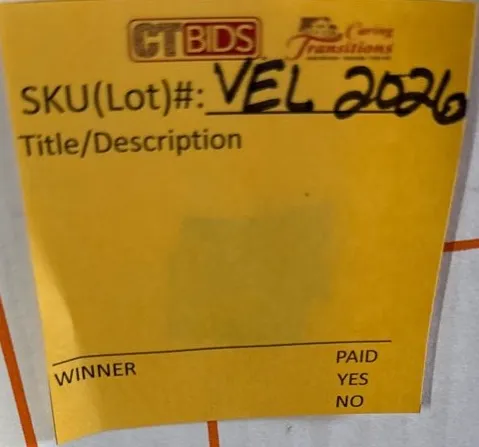 CTBIDS Caring Transitions
SKU(Lot)#: VEL 2026
Title/Description
WINNER PAID
YES
NO